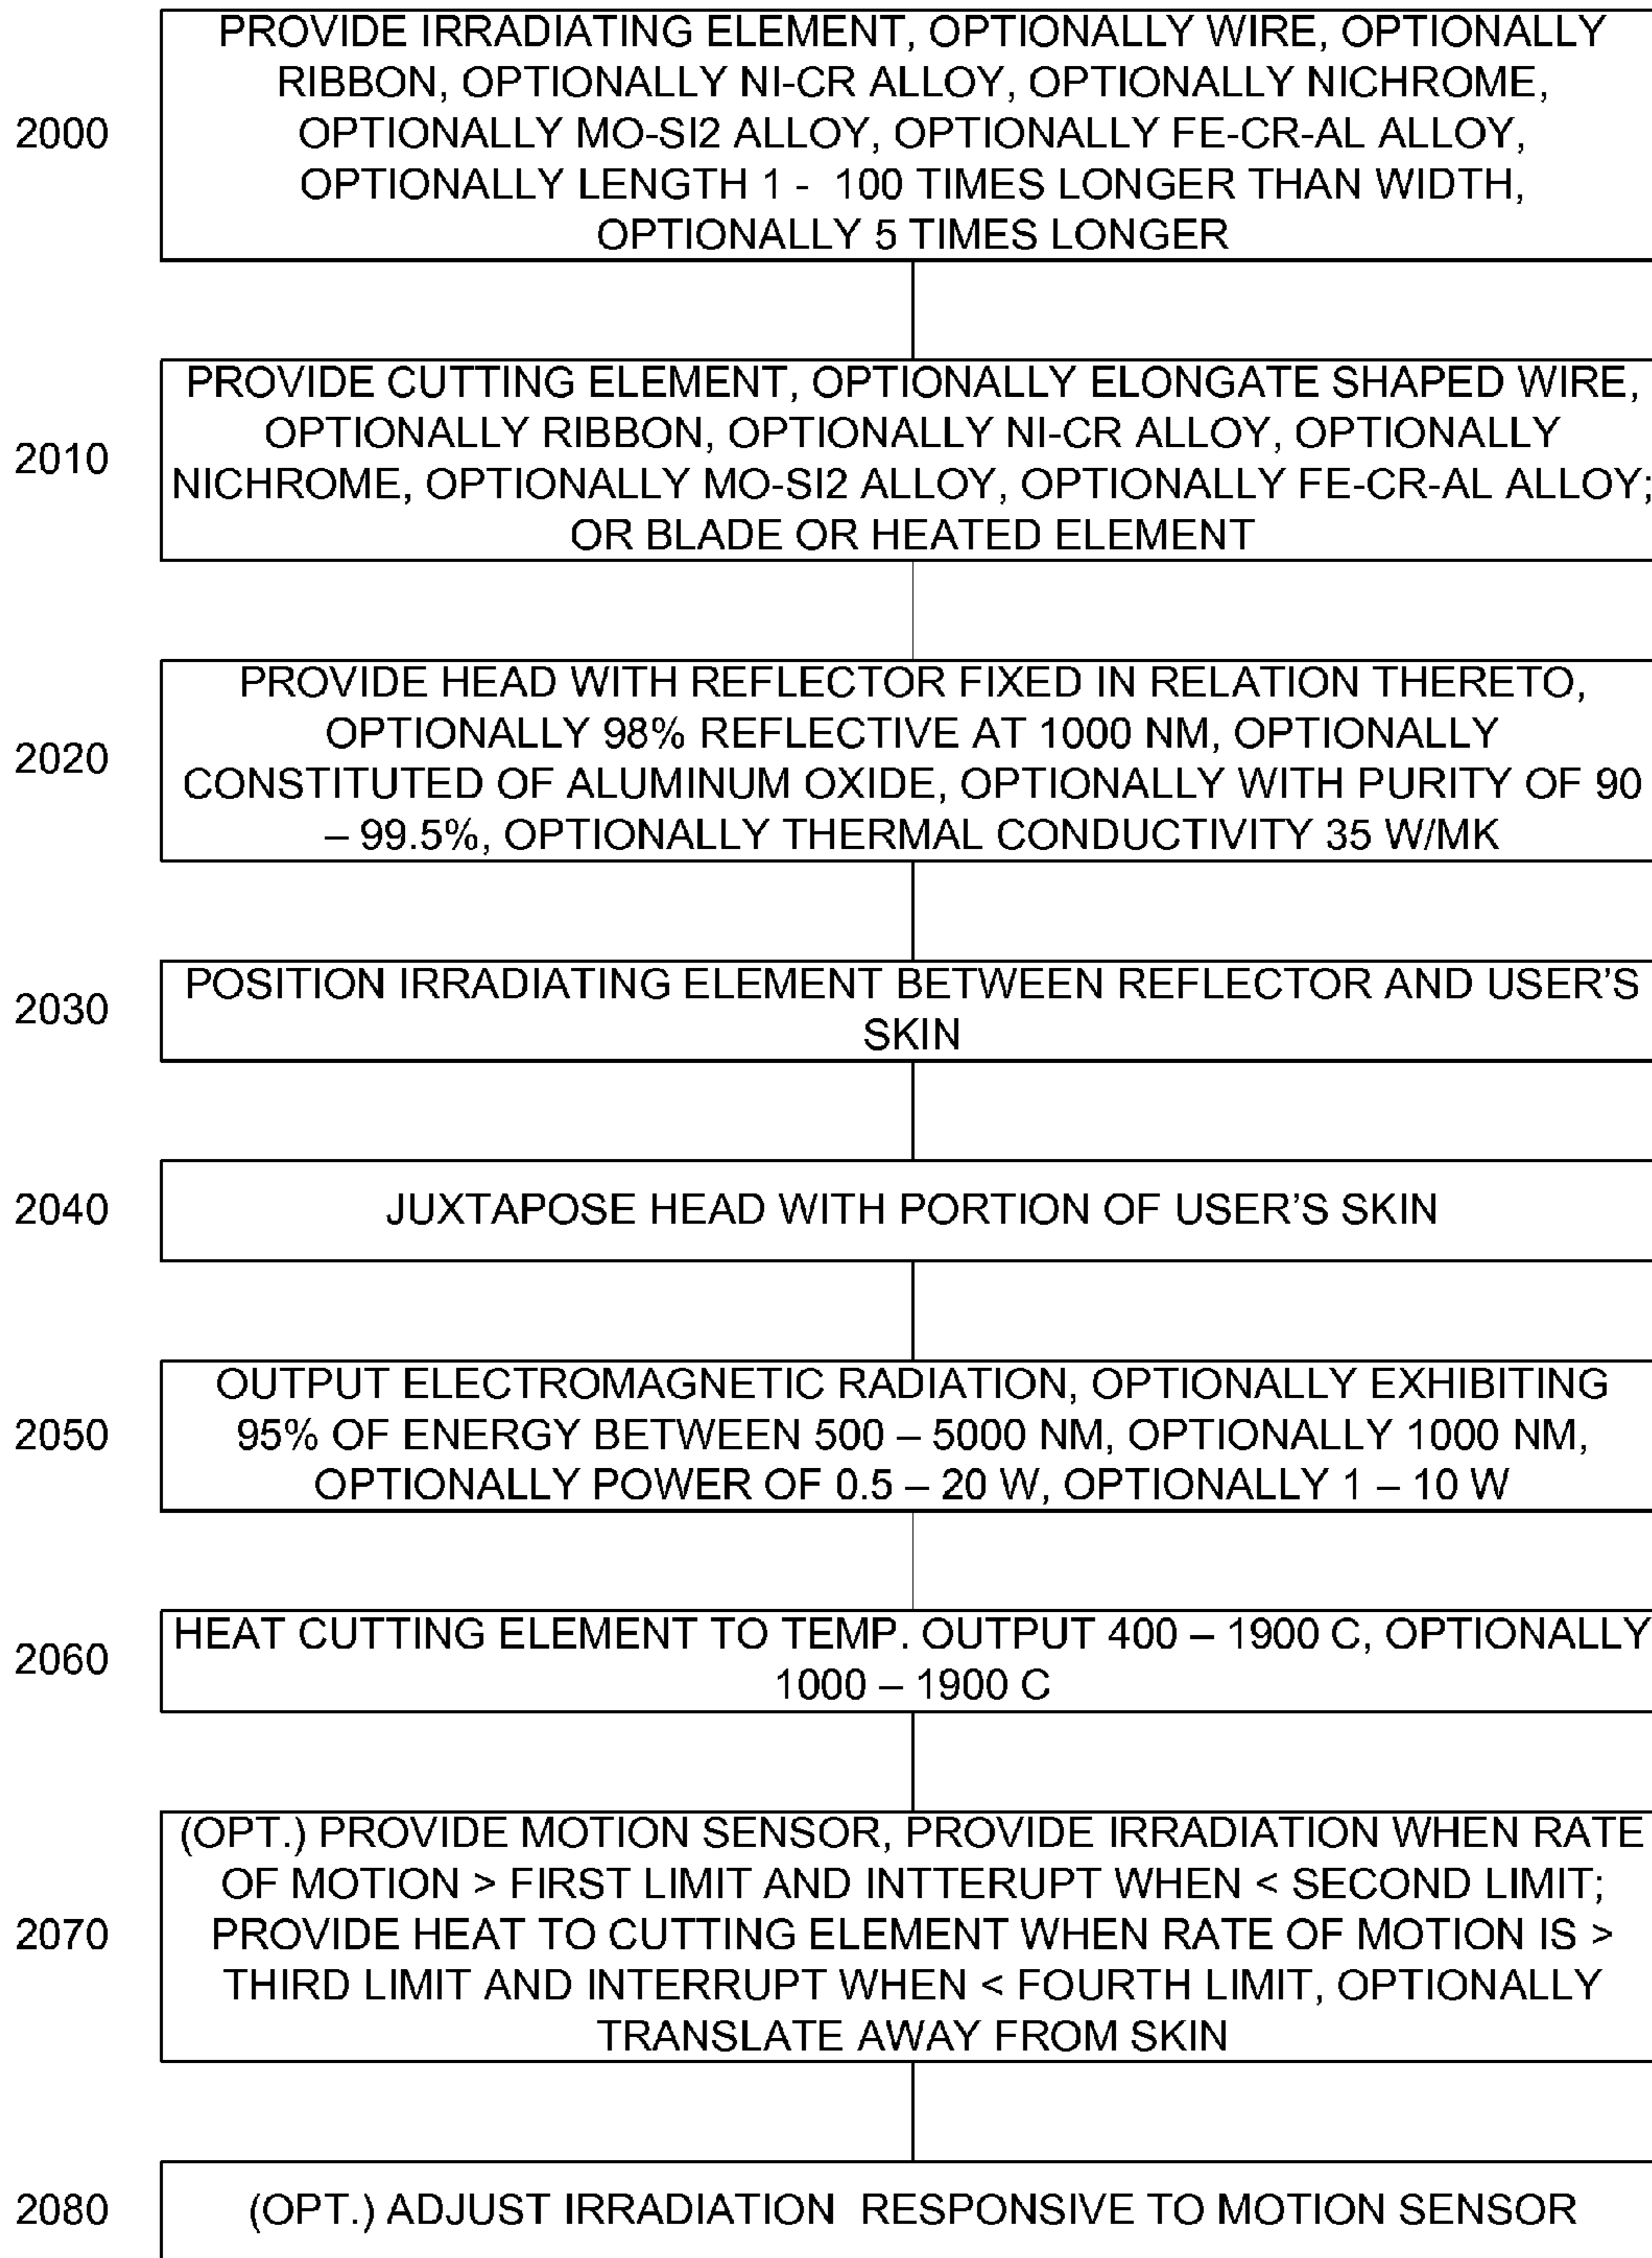 PROVIDE IRRADIATING ELEMENT, OPTIONALLY WIRE, OPTIONALLY
RIBBON, OPTIONALLY NI-CR ALLOY, OPTIONALLY NICHROME,
2000
OPTIONALLY MO-SI2 ALLOY, OPTIONALLY FE-CR-AL ALLOY,
OPTIONALLY LENGTH 1 - 100 TIMES LONGER THAN WIDTH,
OPTIONALLY 5 TIMES LONGER
PROVIDE CUTTING ELEMENT, OPTIONALLY ELONGATE SHAPED WIRE,
OPTIONALLY RIBBON, OPTIONALLY NI-CR ALLOY, OPTIONALLY
2010
NICHROME, OPTIONALLY MO-SI2 ALLOY, OPTIONALLY FE-CR-AL ALLOY;
OR BLADE OR HEATED ELEMENT
PROVIDE HEAD WITH REFLECTOR FIXED IN RELATION THERETO,
OPTIONALLY 98% REFLECTIVE AT 1000 NM, OPTIONALLY
2020
CONSTITUTED OF ALUMINUM OXIDE, OPTIONALLY WITH PURITY OF 90
– 99.5%, OPTIONALLY THERMAL CONDUCTIVITY 35 W/MK
2030
POSITION IRRADIATING ELEMENT BETWEEN REFLECTOR AND USER'S
SKIN
2040
JUXTAPOSE HEAD WITH PORTION OF USER'S SKIN
OUTPUT ELECTROMAGNETIC RADIATION, OPTIONALLY EXHIBITING
2050
95% OF ENERGY BETWEEN 500 – 5000 NM, OPTIONALLY 1000 NM,
OPTIONALLY POWER OF 0.5 – 20 W, OPTIONALLY 1 – 10 W
2060
HEAT CUTTING ELEMENT TO TEMP. OUTPUT 400 – 1900 C, OPTIONALLY
1000 – 1900 C
(OPT.) PROVIDE MOTION SENSOR, PROVIDE IRRADIATION WHEN RATE
OF MOTION > FIRST LIMIT AND INTTERUPT WHEN < SECOND LIMIT;
2070
PROVIDE HEAT TO CUTTING ELEMENT WHEN RATE OF MOTION IS >
THIRD LIMIT AND INTERRUPT WHEN < FOURTH LIMIT, OPTIONALLY
TRANSLATE AWAY FROM SKIN
2080
(OPT.) ADJUST IRRADIATION RESPONSIVE TO MOTION SENSOR